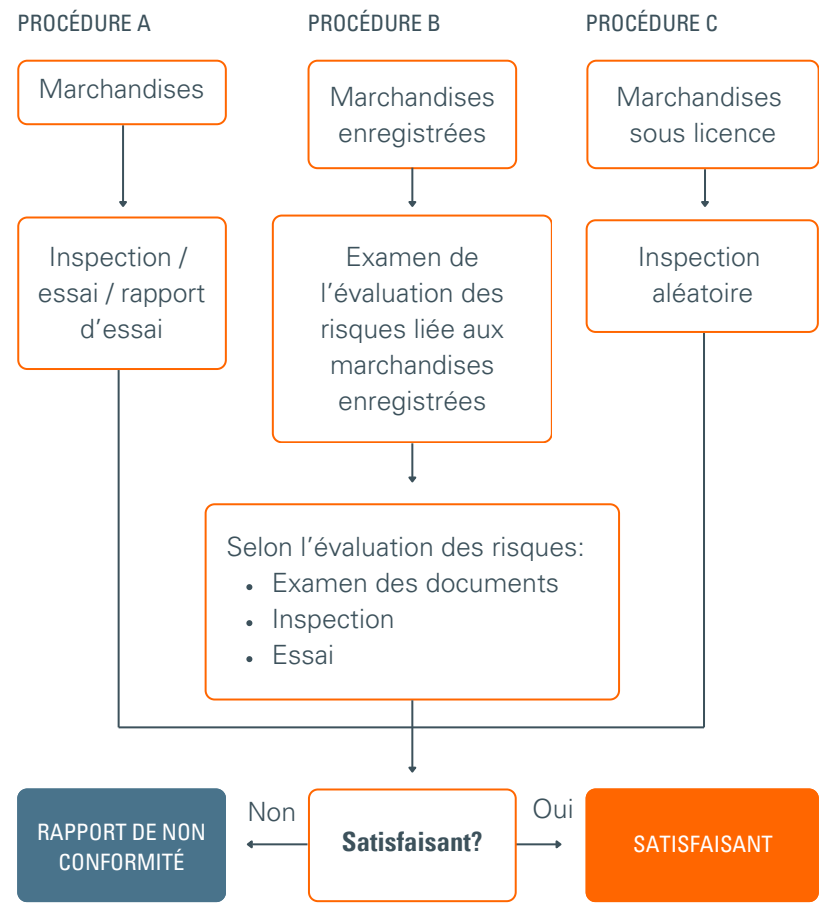 PROCÉDURE A
PROCÉDURE B
PROCÉDURE C
Marchandises
Marchandises
enregistrées
Marchandises
sous licence
Inspection /
essai / rapport
d’essai
Examen de
l’évaluation des
risques liée aux
marchandises
enregistrées
Inspection
aléatoire
Selon l’évaluation des risques:
• Examen des documents
• Inspection
• Essai
RAPPORT DE NON
CONFORMITÉ
Non
Satisfaisant?
Oui
SATISFAISANT